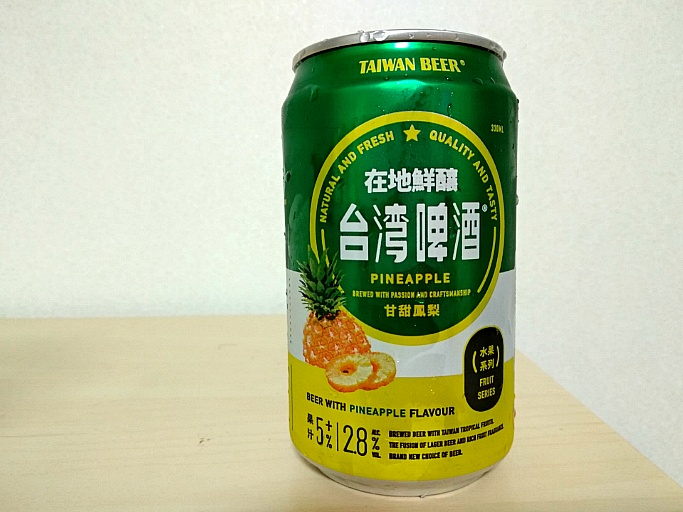 TAIWAN BEER®
330ML
NATURAL AND FRESH ★ QUALITY AND TASTY
在地鮮釀
台湾啤酒®
PINEAPPLE
BREWED WITH PASSION AND CRAFTSMANSHIP
甘甜鳳梨
(水果系列)
FRUIT
SERIES
BEER WITH PINEAPPLE FLAVOUR
果汁 5+% | 2.8 ALC. % VOL.
BREWED BEER WITH TAIWAN TROPICAL FRUITS.
THE FUSION OF LAGER BEER AND RICH FRUIT FRAGRANCE.
BRAND NEW CHOICE OF BEER.